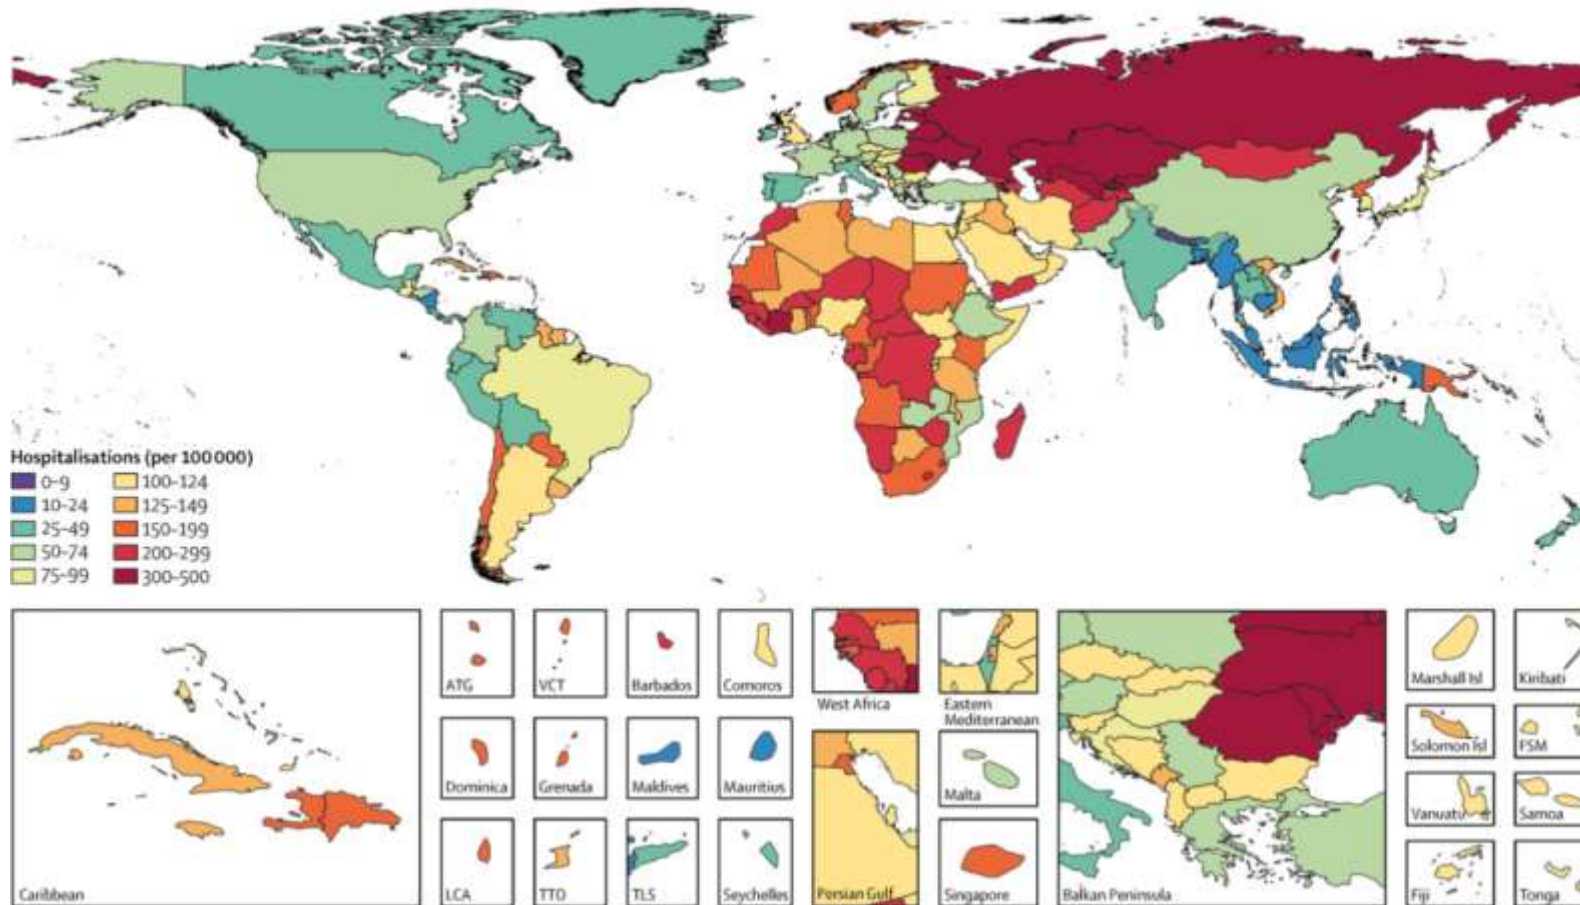 Hospitalisations (per 100 000)
0–9
10–24
25–49
50–74
75–99
100–124
125–149
150–199
200–299
300–500
Caribbean
ATG
VCT
Barbados
Comoros
Dominica
Grenada
Maldives
Mauritius
LCA
TTO
TLS
Seychelles
West Africa
Eastern
Mediterranean
Persian Gulf
Malta
Singapore
Balkan Peninsula
Marshall Isl
Kiribati
Solomon Isl
FSM
Vanuatu
Samoa
Fiji
Tonga